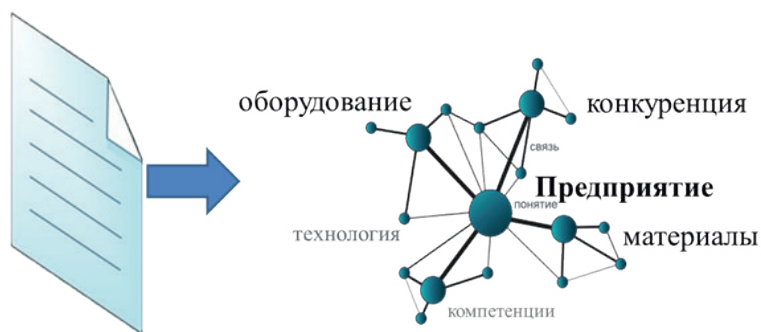 оборудование
конкуренция
связь
Предприятие
понятие
технология
материалы
компетенции